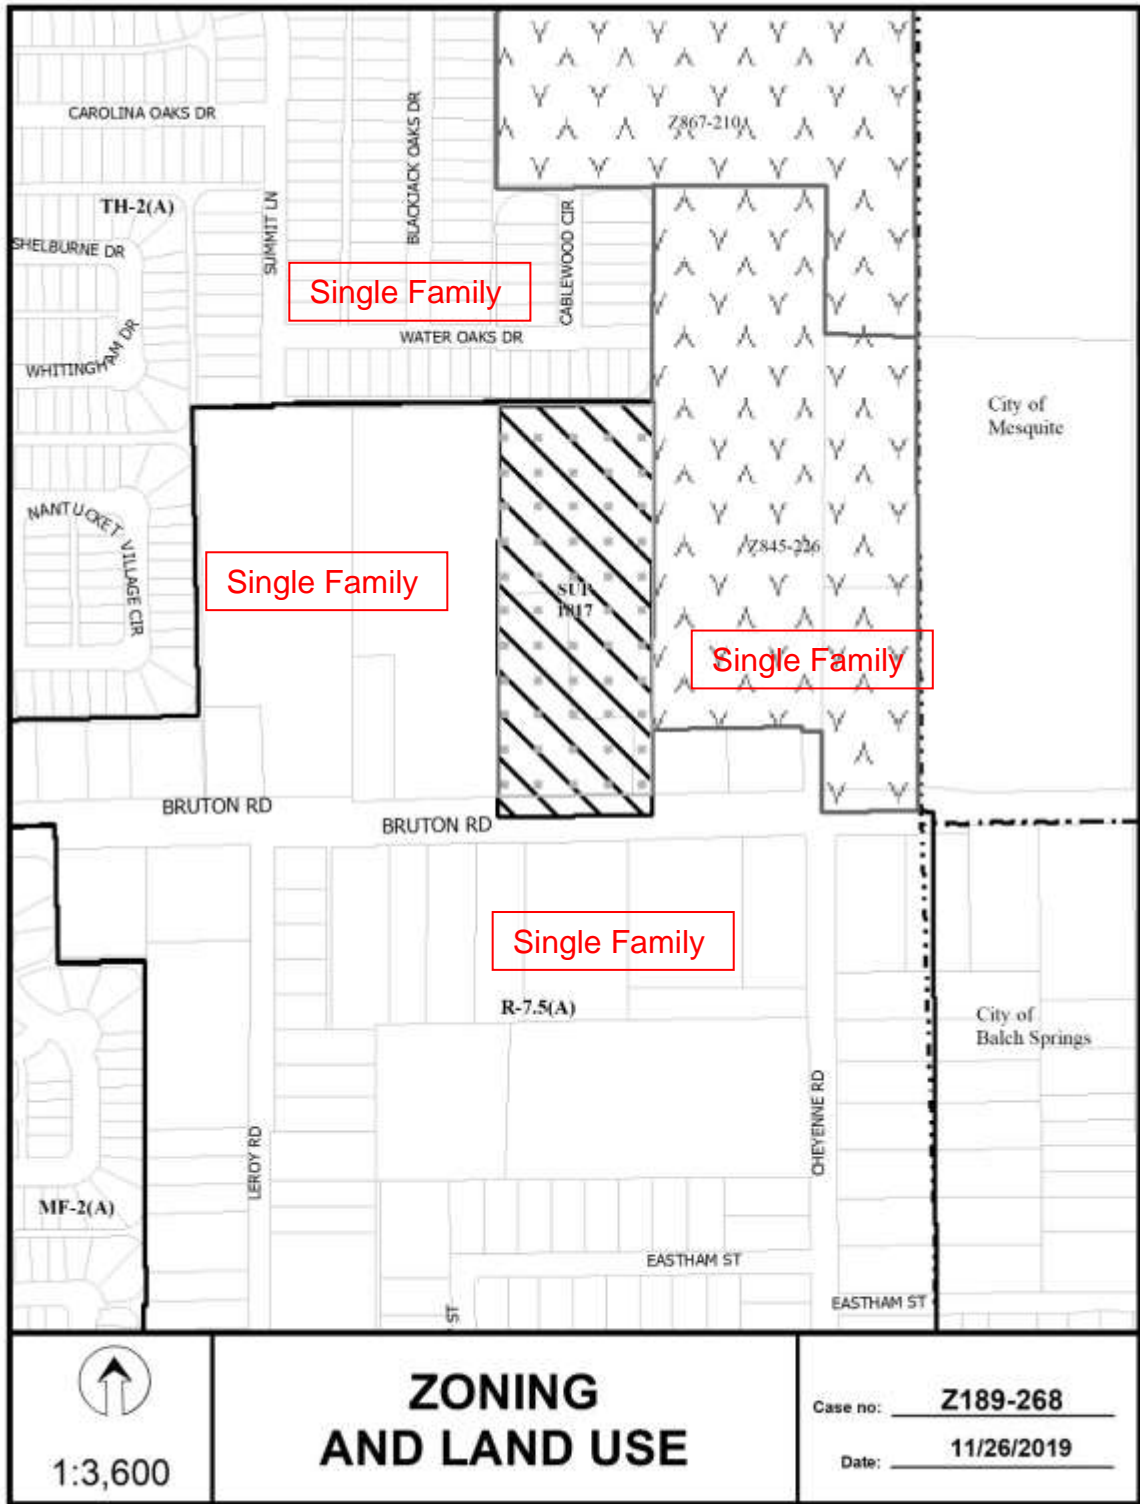 Z867-210
CAROLINA OAKS DR
BLACKJACK OAKS DR
TH-2(A)
SUMMIT LN
CABLEWOOD CIR
SHELBURNE DR
Single Family
WATER OAKS DR
WHITINGHAM DR
City of
Mesquite
NANTUCKET VILLAGE CIR
Z845-226
Single Family
SUP
1817
Single Family
BRUTON RD
BRUTON RD
Single Family
R-7.5(A)
City of
Balch Springs
CHEYENNE RD
LEROY RD
MF-2(A)
EASTHAM ST
EASTHAM ST
ST
1:3,600
ZONING
AND LAND USE
Case no: Z189-268
Date: 11/26/2019